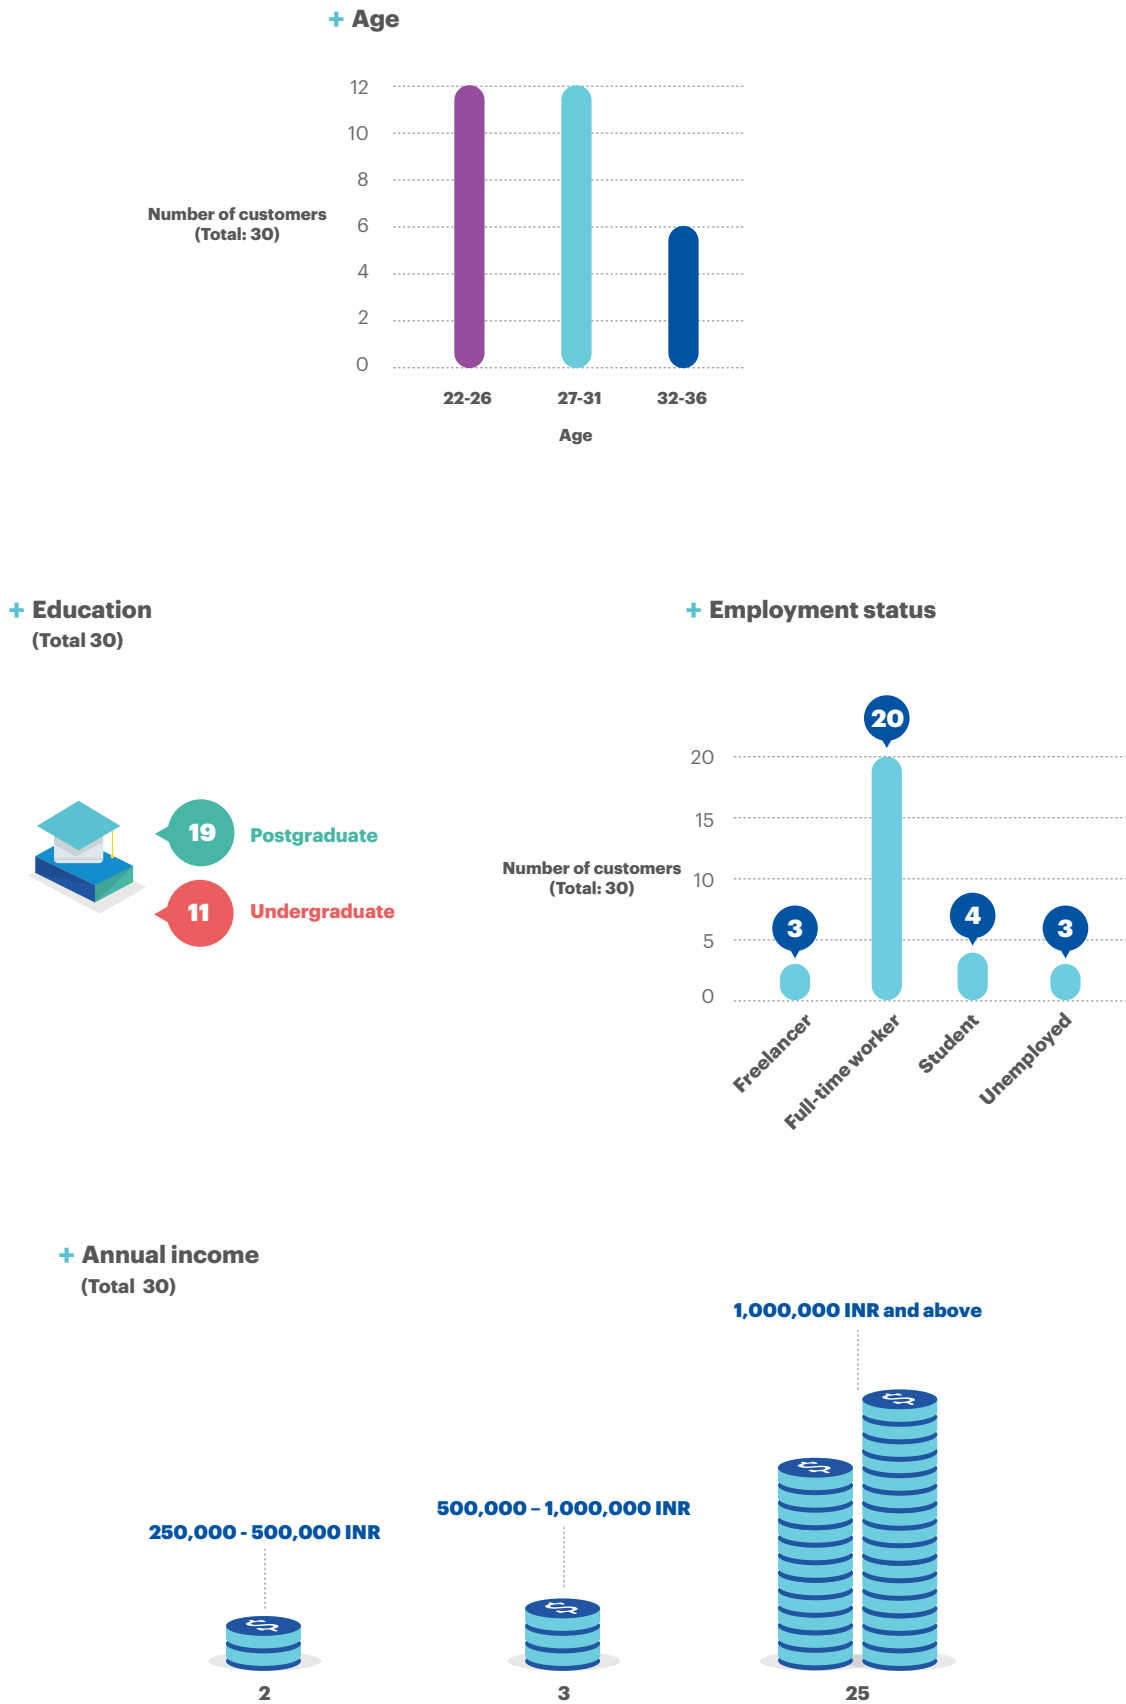 + Age
12
10
8
6
4
2
0
Number of customers
(Total: 30)
22-26 27-31 32-36
Age
+ Education
(Total 30)
19 Postgraduate
11 Undergraduate
+ Employment status
20
15
10
5
0
Number of customers
(Total: 30)
3 20 4 3
Freelancer
Full-time worker
Student
Unemployed
+ Annual income
(Total 30)
250,000 - 500,000 INR
500,000 – 1,000,000 INR
1,000,000 INR and above
$ $ $ $
2 3 25